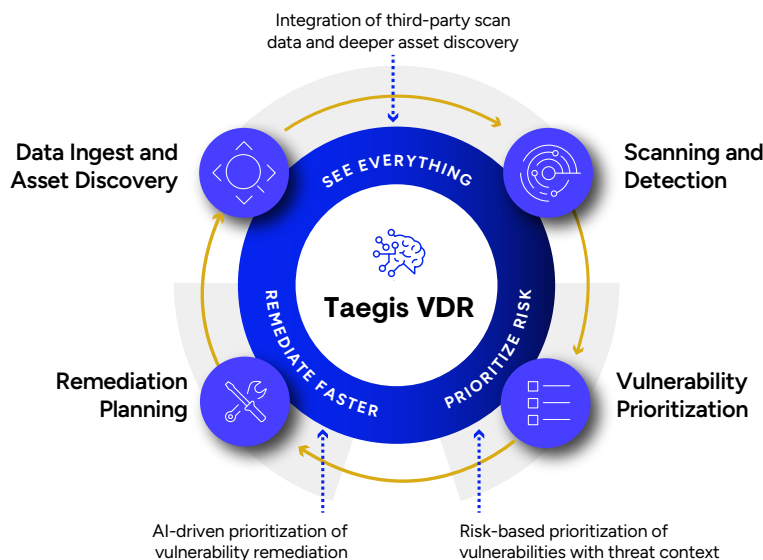 Integration of third-party scan
data and deeper asset discovery
Data Ingest and
Asset Discovery
Scanning and
Detection
SEE EVERYTHING
Taegis VDR
REMEDIATE FASTER
PRIORITIZE RISK
Remediation
Planning
Vulnerability
Prioritization
AI-driven prioritization of
vulnerability remediation
Risk-based prioritization of
vulnerabilities with threat context